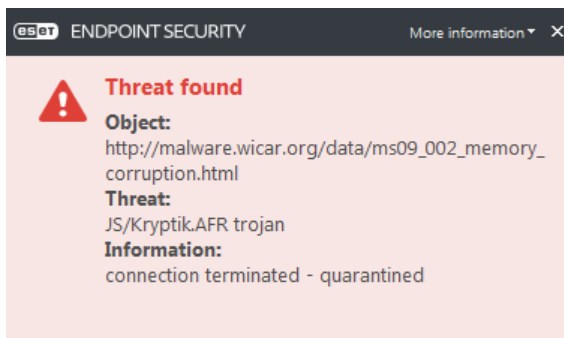 eset ENDPOINT SECURITY More information
Threat found
Object:
http://malware.wicar.org/data/ms09_002_memory_
corruption.html
Threat:
JS/Kryptik.AFR trojan
Information:
connection terminated - quarantined